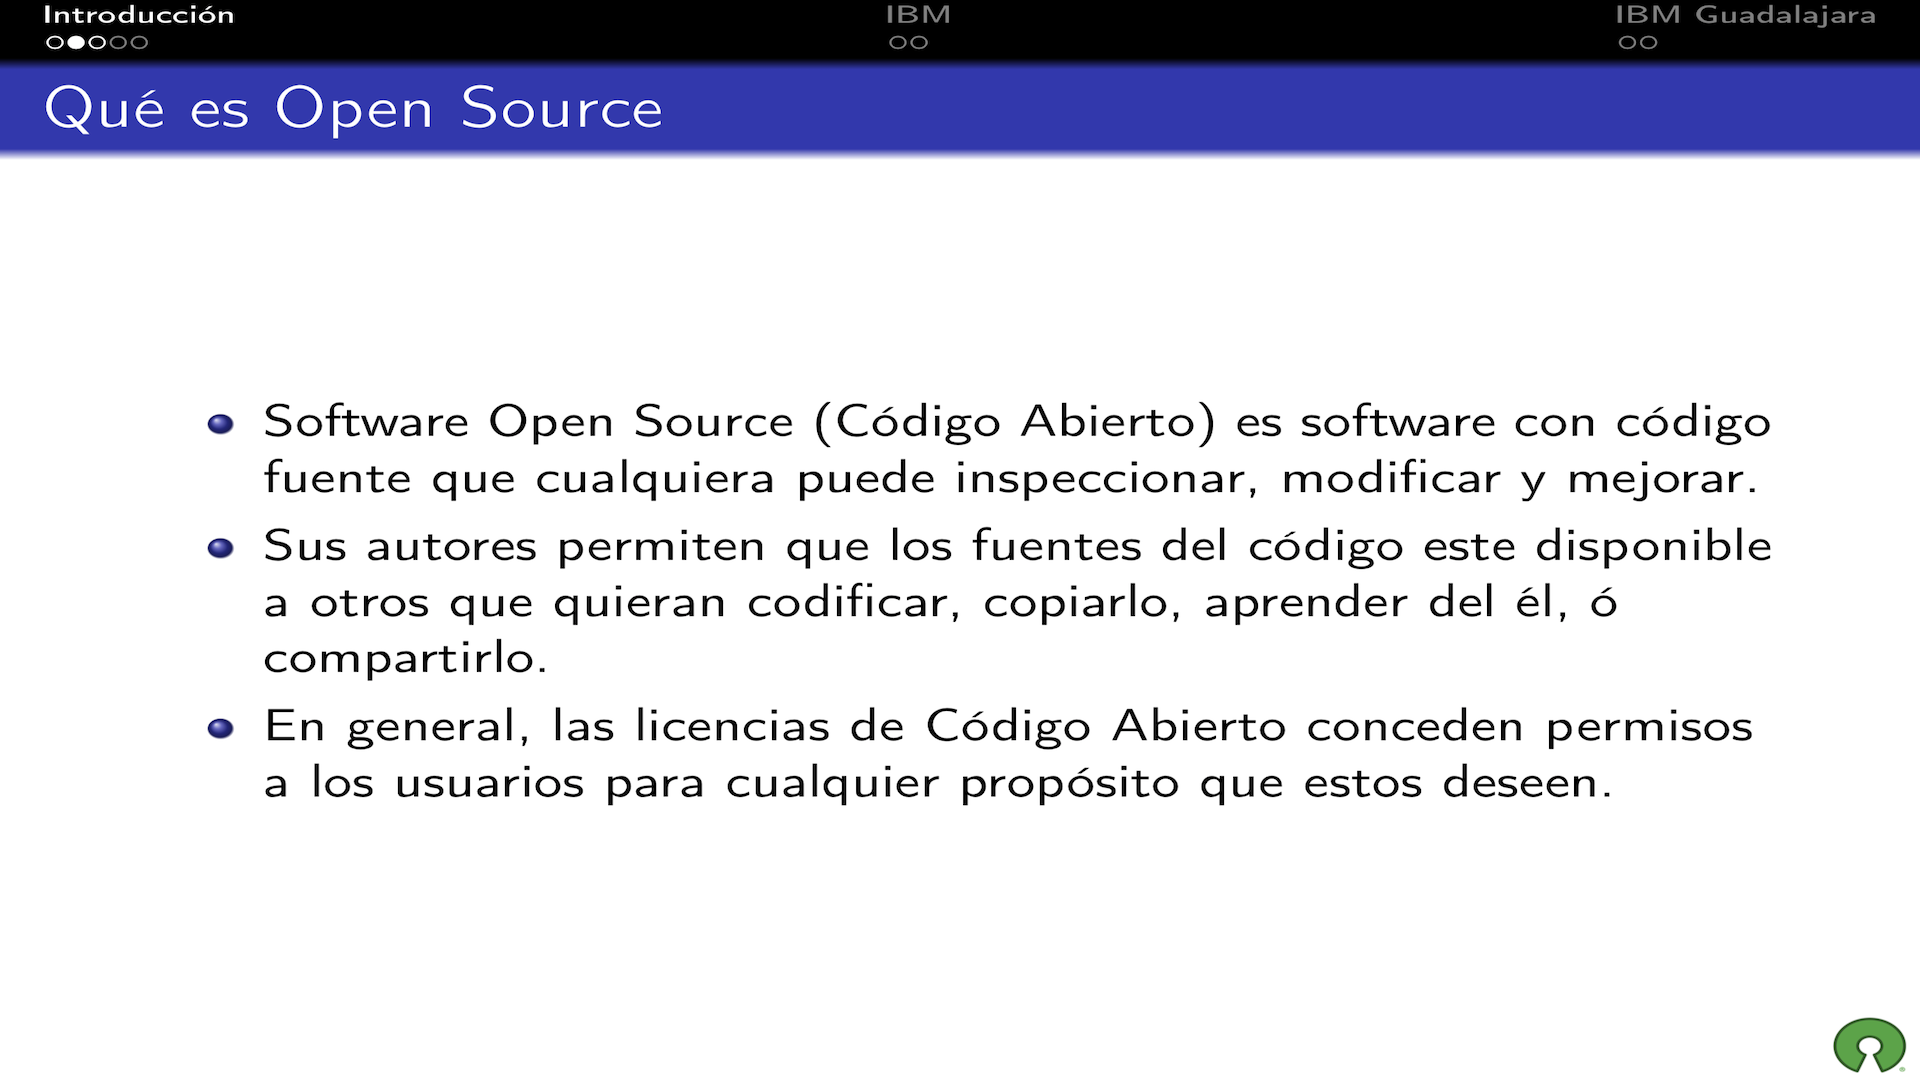 Introducción
IBM
IBM Guadalajara
Qué es Open Source
Software Open Source (Código Abierto) es software con código
fuente que cualquiera puede inspeccionar, modificar y mejorar.
Sus autores permiten que los fuentes del código este disponible
a otros que quieran codificar, copiarlo, aprender del él, ó
compartirlo.
En general, las licencias de Código Abierto conceden permisos
a los usuarios para cualquier propósito que estos deseen.